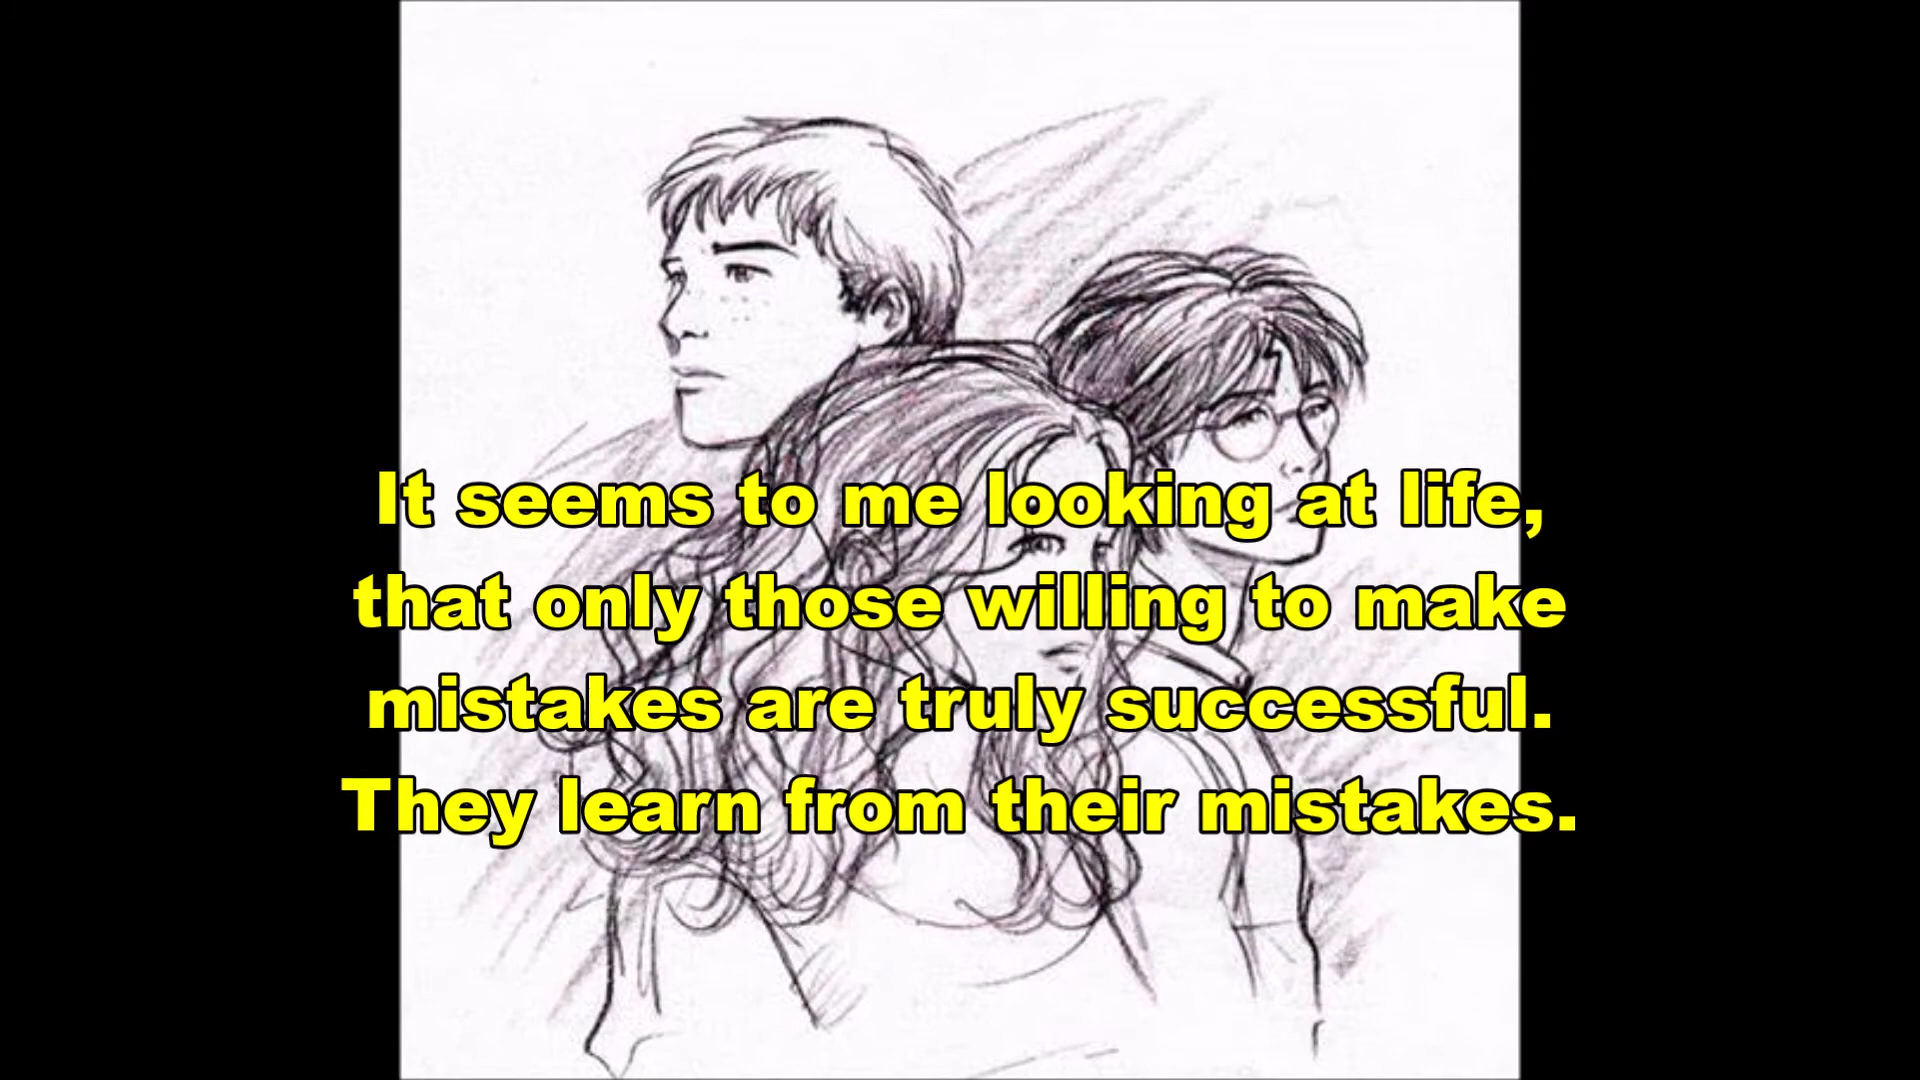 It seems to me looking at life,
that only those willing to make
mistakes are truly successful.
They learn from their mistakes.